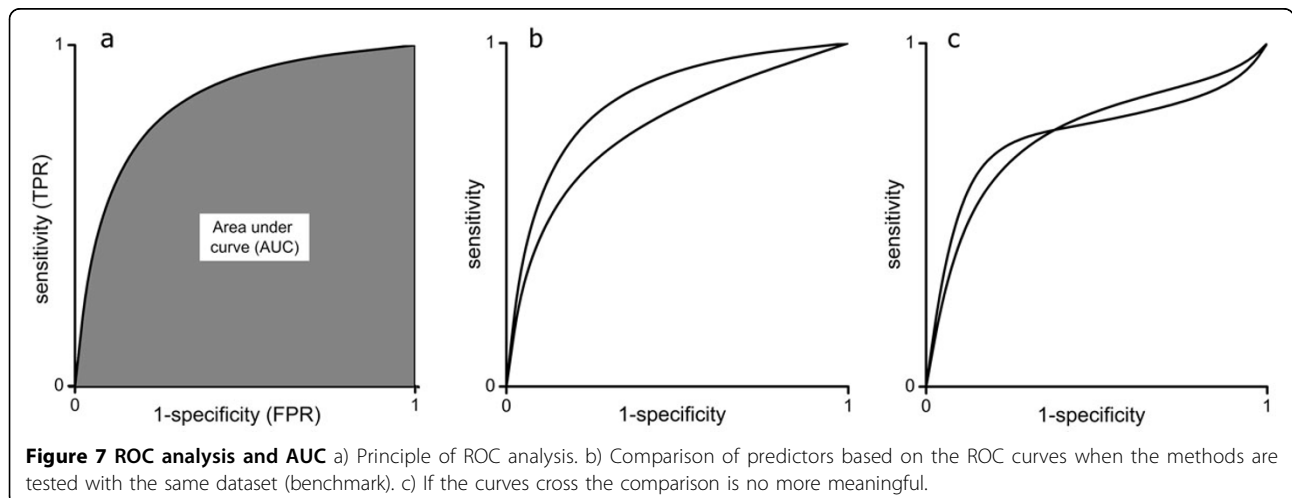 a
1
sensitivity (TPR)
Area under
curve (AUC)
0
0
1-specificity (FPR)
1
b
1
sensitivity
0
0
1-specificity
1
c
1
sensitivity
0
0
1-specificity
1
Figure 7 ROC analysis and AUC a) Principle of ROC analysis. b) Comparison of predictors based on the ROC curves when the methods are
tested with the same dataset (benchmark). c) If the curves cross the comparison is no more meaningful.